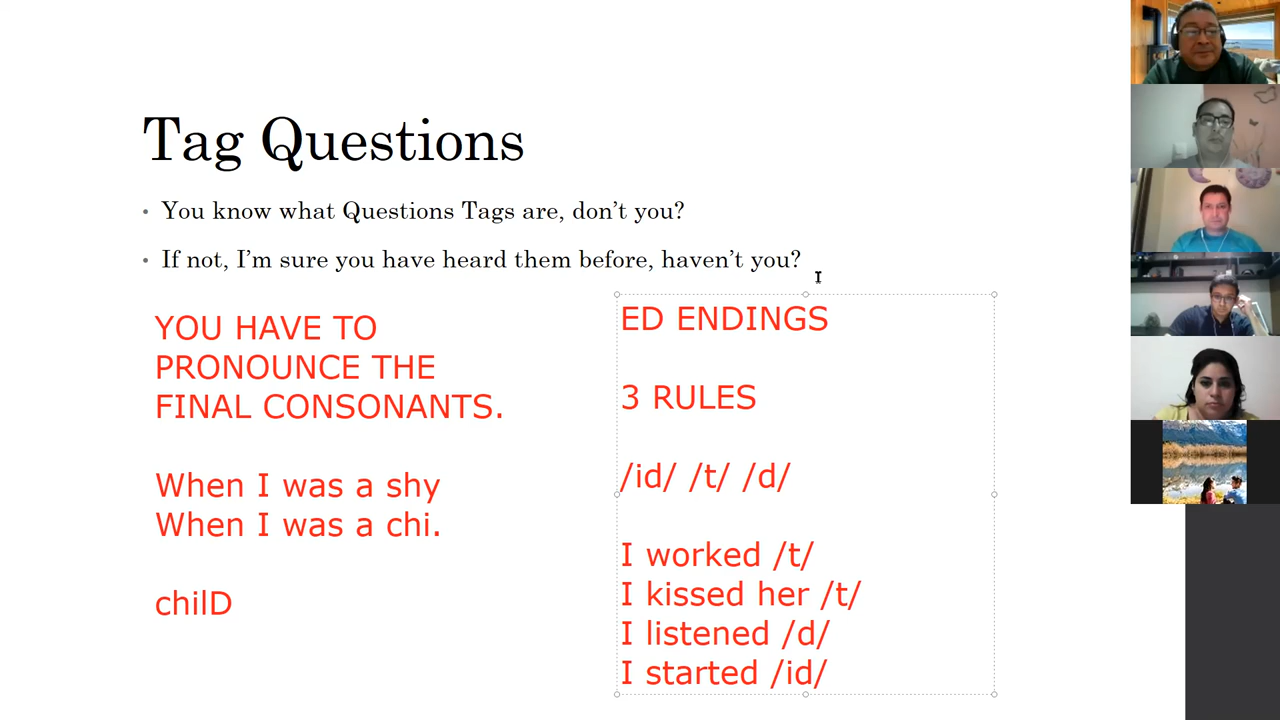 Tag Questions
• You know what Questions Tags are, don’t you?
• If not, I’m sure you have heard them before, haven’t you?
YOU HAVE TO
PRONOUNCE THE
FINAL CONSONANTS.
When I was a shy
When I was a chi.
chilD
ED ENDINGS
3 RULES
/id/ /t/ /d/
I worked /t/
I kissed her /t/
I listened /d/
I started /id/